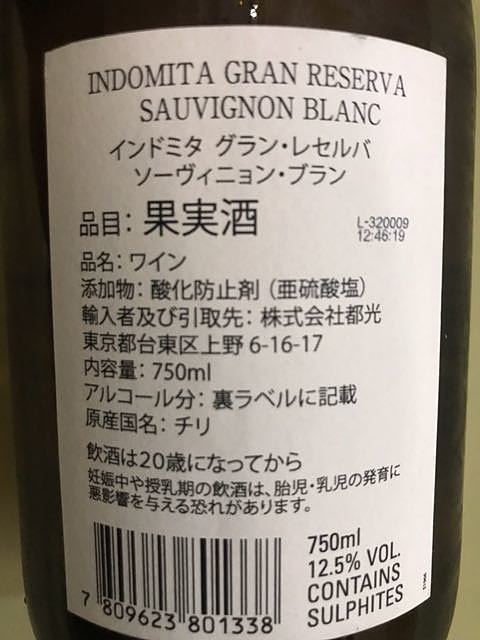 INDOMITA GRAN RESERVA
SAUVIGNON BLANC
インドミタ グラン・レセルバ
ソーヴィニョン・ブラン
品目：果実酒
L-320009
12:46:19
品名：ワイン
添加物：酸化防止剤（亜硫酸塩）
輸入者及び引取先：株式会社都光
東京都台東区上野 6-16-17
内容量：750ml
アルコール分：裏ラベルに記載
原産国名：チリ
飲酒は20歳になってから
妊娠中や授乳期の飲酒は、胎児・乳児の発育に
悪影響を与える恐れがあります。
750ml
12.5% VOL.
CONTAINS
SULPHITES
7 809623 801338